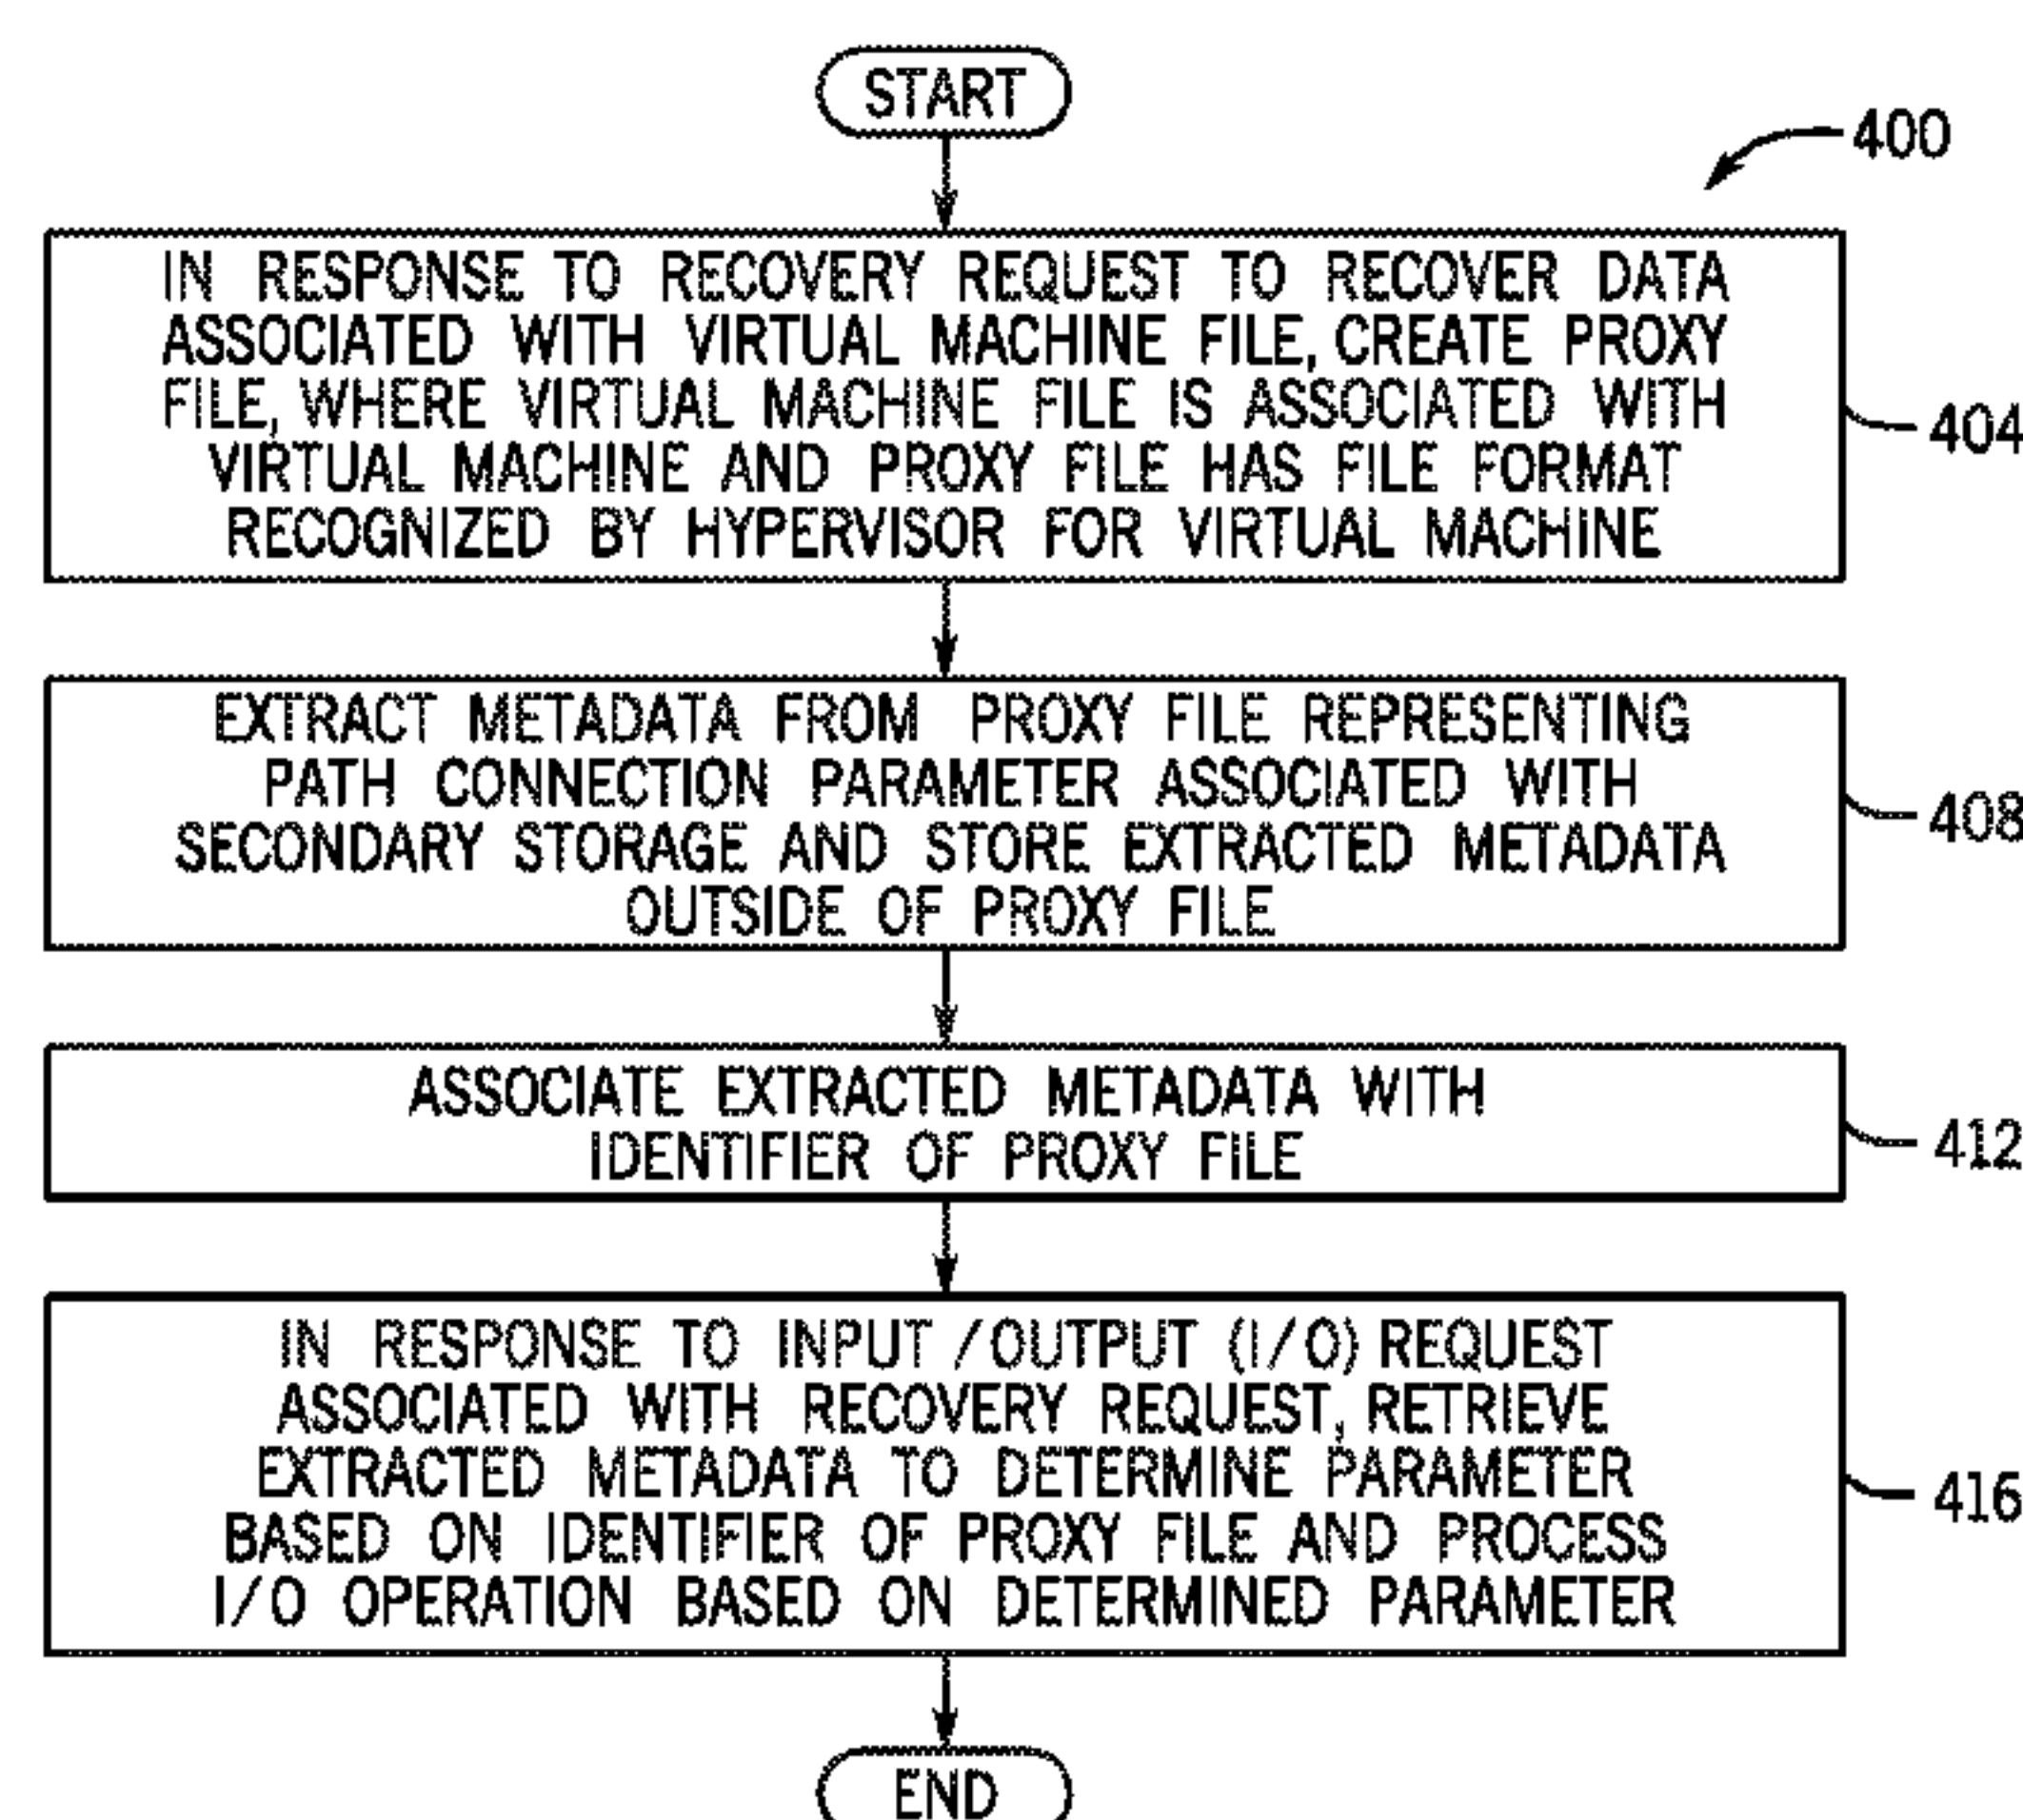 START
400
IN RESPONSE TO RECOVERY REQUEST TO RECOVER DATA
ASSOCIATED WITH VIRTUAL MACHINE FILE, CREATE PROXY
FILE, WHERE VIRTUAL MACHINE FILE IS ASSOCIATED WITH
VIRTUAL MACHINE AND PROXY FILE HAS FILE FORMAT
RECOGNIZED BY HYPERVISOR FOR VIRTUAL MACHINE
404
EXTRACT METADATA FROM PROXY FILE REPRESENTING
PATH CONNECTION PARAMETER ASSOCIATED WITH
SECONDARY STORAGE AND STORE EXTRACTED METADATA
OUTSIDE OF PROXY FILE
408
ASSOCIATE EXTRACTED METADATA WITH
IDENTIFIER OF PROXY FILE
412
IN RESPONSE TO INPUT /OUTPUT (I/O) REQUEST
ASSOCIATED WITH RECOVERY REQUEST, RETRIEVE
EXTRACTED METADATA TO DETERMINE PARAMETER
BASED ON IDENTIFIER OF PROXY FILE AND PROCESS
I/O OPERATION BASED ON DETERMINED PARAMETER
416
END